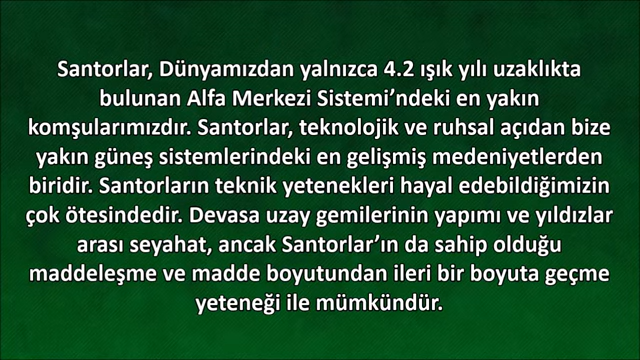 Santorlar, Dünyamızdan yalnızca 4.2 ışık yılı uzaklıkta
bulunan Alfa Merkezi Sistemi’ndeki en yakın
komşularımızdır. Santorlar, teknolojik ve ruhsal açıdan bize
yakın güneş sistemlerindeki en gelişmiş medeniyetlerden
biridir. Santorların teknik yetenekleri hayal edebildiğimizin
çok ötesindedir. Devasa uzay gemilerinin yapımı ve yıldızlar
arası seyahat, ancak Santorlar’ın da sahip olduğu
maddeleşme ve madde boyutundan ileri bir boyuta geçme
yeteneği ile mümkündür.